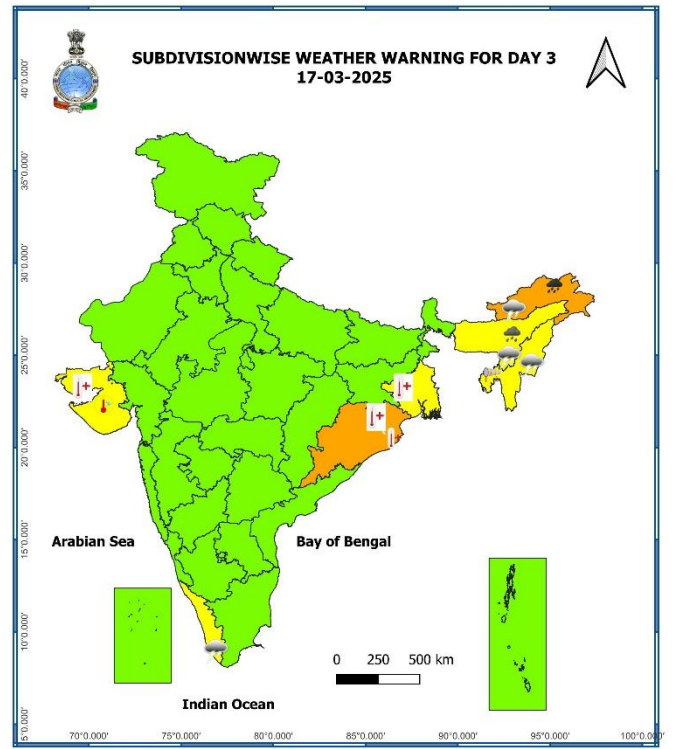 SUBDIVISIONWISE WEATHER WARNING FOR DAY 3
17-03-2025
40°0.000'
35°0.000'
30°0.000'
25°0.000'
20°0.000'
15°0.000'
10°0.000'
5°0.000'
Arabian Sea
Bay of Bengal
0 250 500 km
Indian Ocean
70°0.000' 75°0.000' 80°0.000' 85°0.000' 90°0.000' 95°0.000' 100°0.000'